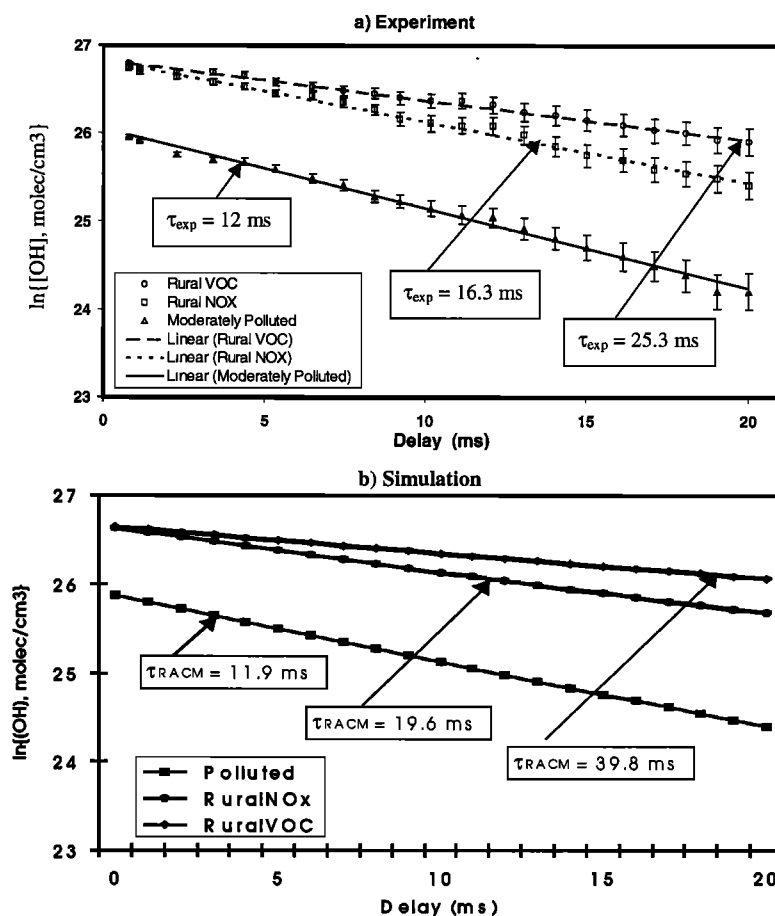 a) Experiment
27
26
25
24
23
ln{[OH], molec/cm3}
τexp = 12 ms
τexp = 16.3 ms
τexp = 25.3 ms
Rural VOC
Rural NOX
Moderately Polluted
Linear (Rural VOC)
Linear (Rural NOX)
Linear (Moderately Polluted)
0 5 10 15 20
Delay (ms)
b) Simulation
27
26
25
24
23
ln{(OH), molec/cm3}
τRACM = 11.9 ms
τRACM = 19.6 ms
τRACM = 39.8 ms
Polluted
RuralNOx
RuralVOC
0 5 10 15 20
Delay (ms)